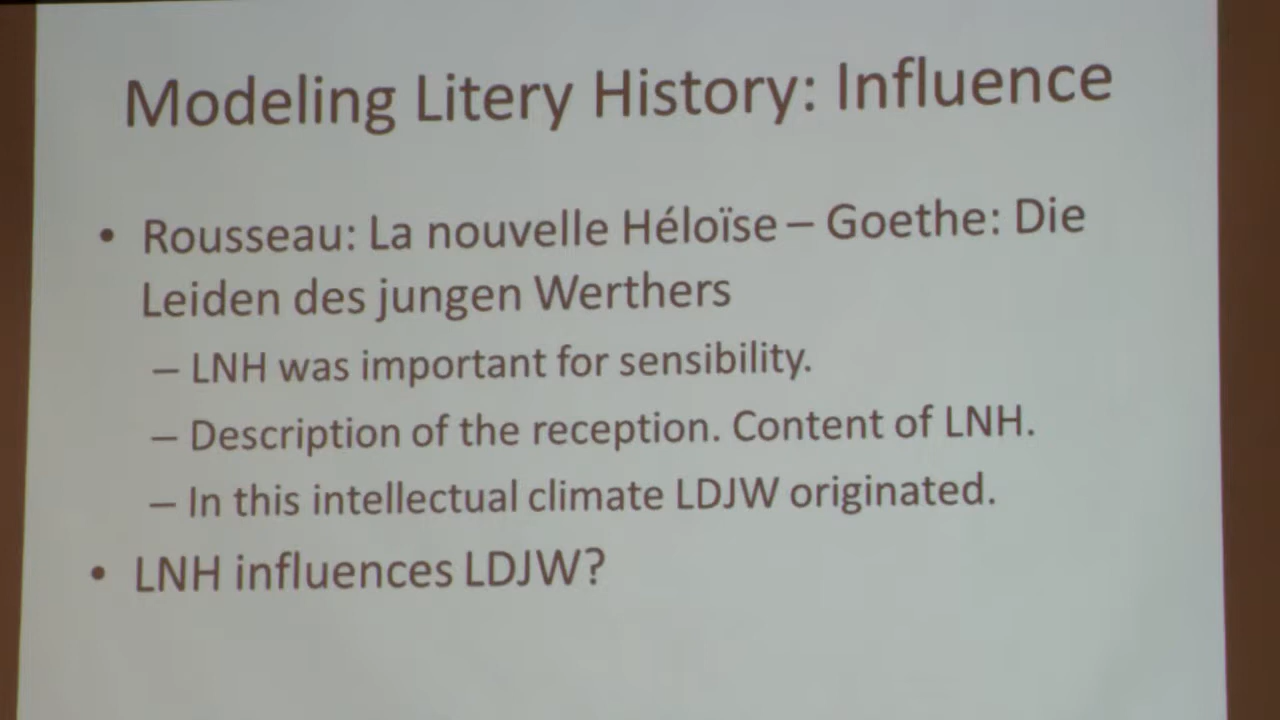 Modeling Litery History: Influence
• Rousseau: La nouvelle Héloïse – Goethe: Die
Leiden des jungen Werthers
– LNH was important for sensibility.
– Description of the reception. Content of LNH.
– In this intellectual climate LDJW originated.
• LNH influences LDJW?